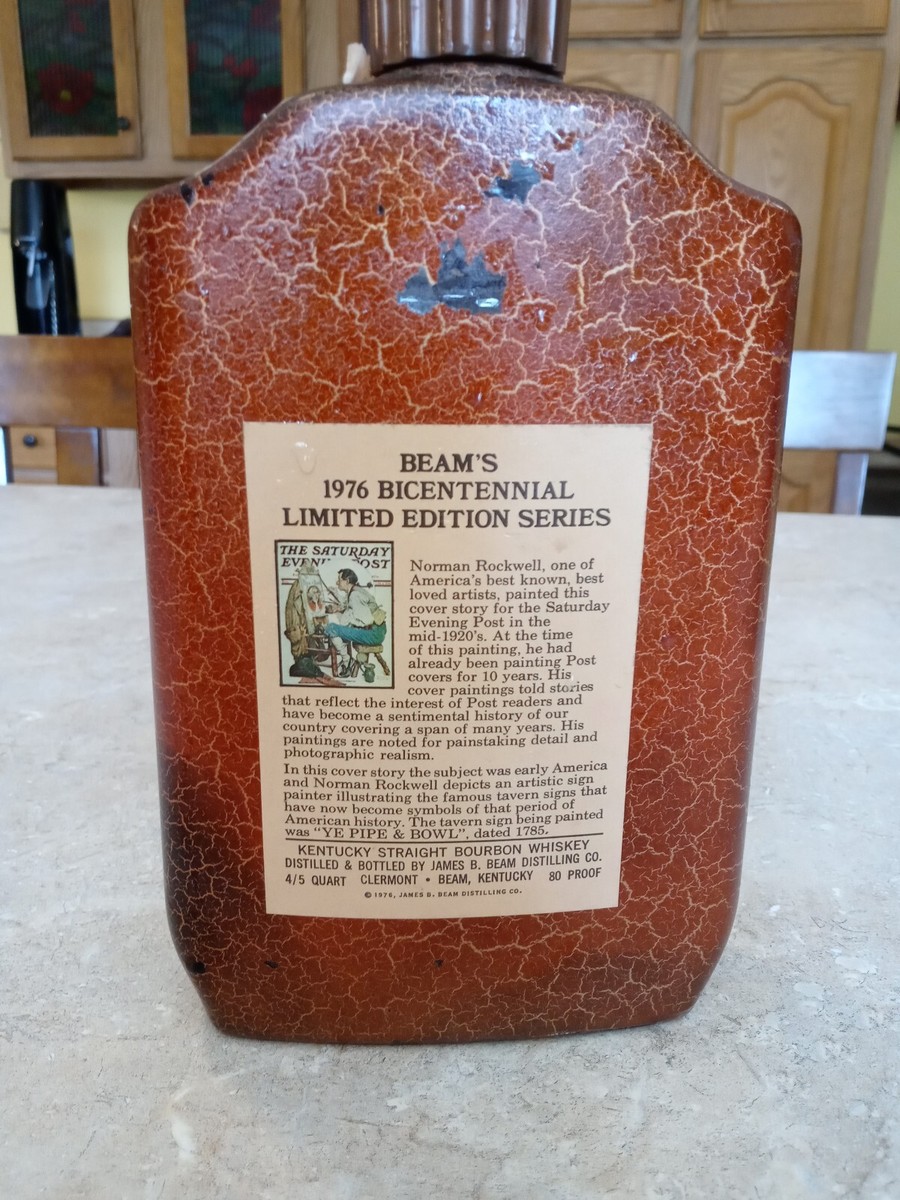 BEAM'S
1976 BICENTENNIAL
LIMITED EDITION SERIES
THE SATURDAY
EVENI POST
Norman Rockwell, one of
America's best known, best
loved artists, painted this
cover story for the Saturday
Evening Post in the
mid-1920's. At the time
of this painting, he had
already been painting Post
covers for 10 years. His
cover paintings told stories
that reflect the interest of Post readers and
have become a sentimental history of our
country covering a span of many years. His
paintings are noted for painstaking detail and
photographic realism.
In this cover story the subject was early America
and Norman Rockwell depicts an artistic sign
painter illustrating the famous tavern signs that
have now become symbols of that period of
American history. The tavern sign being painted
was "YE PIPE & BOWL", dated 1785.
KENTUCKY STRAIGHT BOURBON WHISKEY
DISTILLED & BOTTLED BY JAMES B. BEAM DISTILLING CO.
4/5 QUART CLERMONT • BEAM, KENTUCKY 80 PROOF
© 1976, JAMES B. BEAM DISTILLING CO.